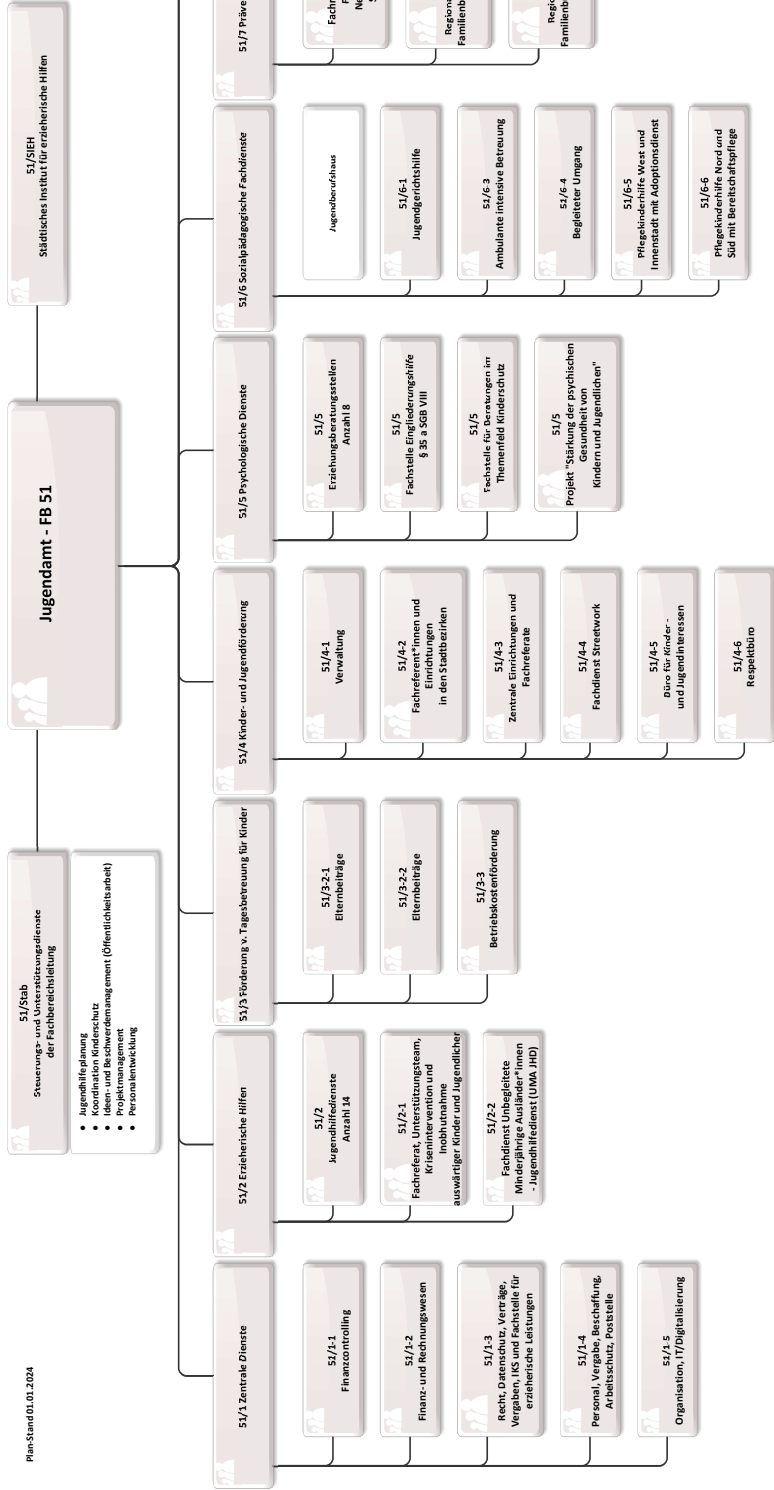 Plan-Stand 01.01.2024
51/Stab
Steuerungs- und Unterstützungsdienste
der Fachbereichsleitung
• Jugendhilfeplanung
• Koordination Kinderschutz
• Ideen- und Beschwerdemanagement (Öffentlichkeitsarbeit)
• Projektmanagement
• Personalentwicklung
Jugendamt - FB 51
51/SIEH
Städtisches Institut für erzieherische Hilfen
51/1 Zentrale Dienste
51/1-1
Finanzcontrolling
51/1-2
Finanz- und Rechnungswesen
51/1-3
Recht, Datenschutz, Verträge,
Vergaben, IKS und Fachstelle für
erzieherische Leistungen
51/1-4
Personal, Vergabe, Beschaffung,
Arbeitsschutz, Poststelle
51/1-5
Organisation, IT/Digitalisierung
51/2 Erzieherische Hilfen
51/2
Jugendhilfedienste
Anzahl 14
51/2-1
Fachreferat, Unterstützungsteam,
Krisenintervention und
Inobhutnahme
auswärtiger Kinder und Jugendlicher
51/2-2
Fachdienst Unbegleitete
Minderjährige Ausländer*innen
- Jugendhilfedienst (UMA JHD)
51/3 Förderung v. Tagesbetreuung für Kinder
51/3-2-1
Elternbeiträge
51/3-2-2
Elternbeiträge
51/3-3
Betriebskostenförderung
51/4 Kinder- und Jugendförderung
51/4-1
Verwaltung
51/4-2
Fachreferent*innen und
Einrichtungen
in den Stadtbezirken
51/4-3
Zentrale Einrichtungen und
Fachreferate
51/4-4
Fachdienst Streetwork
51/4-5
Büro für Kinder -
und Jugendinteressen
51/4-6
Respektbüro
51/5 Psychologische Dienste
51/5
Erziehungsberatungsstellen
Anzahl 8
51/5
Fachstelle Eingliederungshilfe
§ 35 a SGB VIII
51/5
Fachstelle für Beratungen im
Themenfeld Kinderschutz
51/5
Projekt "Stärkung der psychischen
Gesundheit von
Kindern und Jugendlichen"
51/6 Sozialpädagogische Fachdienste
Jugendberufshaus
51/6-1
Jugendgerichtshilfe
51/6-3
Ambulante intensive Betreuung
51/6-4
Begleiteter Umgang
51/6-5
Pflegekinderhilfe West und
Innenstadt mit Adoptionsdienst
51/6-6
Pflegekinderhilfe Nord und
Süd mit Bereitschaftspflege
51/7 Präve
Fachr
F
Ne
Regiona
Familienb
Regio
Familienb